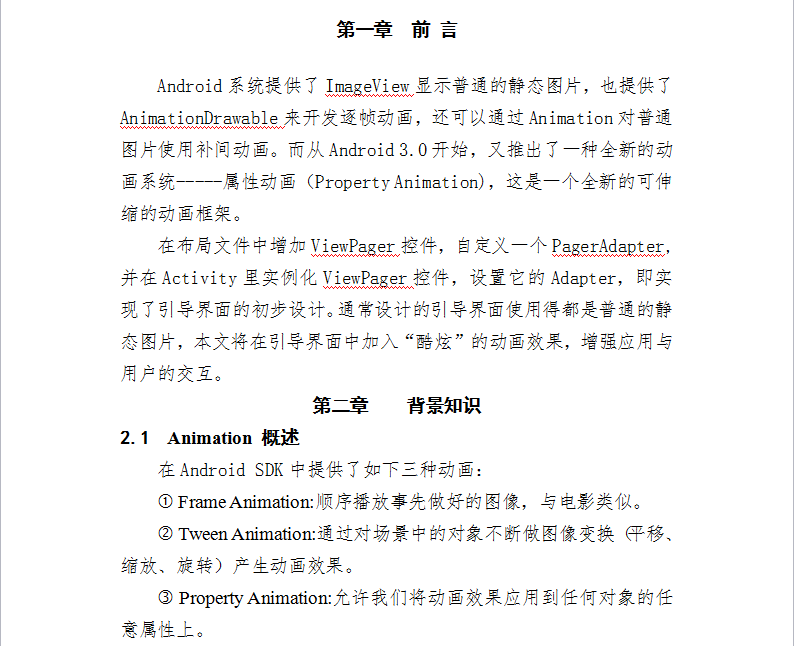 第一章 前 言
Android 系统提供了 ImageView 显示普通的静态图片，也提供了
AnimationDrawable 来开发逐帧动画，还可以通过 Animation 对普通
图片使用补间动画。而从 Android 3.0 开始，又推出了一种全新的动
画系统-----属性动画（Property Animation），这是一个全新的可伸
缩的动画框架。
在布局文件中增加 ViewPager 控件，自定义一个 PagerAdapter,
并在 Activity 里实例化 ViewPager 控件，设置它的 Adapter，即实
现了引导界面的初步设计。通常设计的引导界面使用得都是普通的静
态图片，本文将在引导界面中加入“酷炫”的动画效果，增强应用与
用户的交互。
第二章 背景知识
2.1 Animation 概述
在 Android SDK 中提供了如下三种动画：
① Frame Animation:顺序播放事先做好的图像，与电影类似。
② Tween Animation:通过对场景中的对象不断做图像变换（平移、
缩放、旋转）产生动画效果。
③ Property Animation:允许我们将动画效果应用到任何对象的任
意属性上。